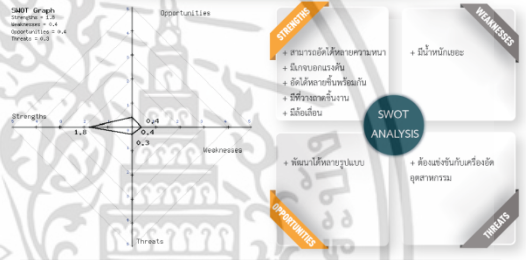 SWOT Graph
Strengths = 1.8
Weaknesses = 0.4
Opportunities = 0.4
Threats = 0.3
Opportunities
Strengths
1.8
0.4
0.4
0.3
Weaknesses
Threats
STRENGTHS
+ สามารถอัดได้หลายความหนา
+ มีเกจบอกแรงดัน
+ อัดได้หลายชิ้นพร้อมกัน
+ มีที่วางถาดชิ้นงาน
+ มีล้อเลื่อน
WEAKNESSES
+ มีน้ำหนักเยอะ
SWOT
ANALYSIS
OPPORTUNITIES
+ พัฒนาได้หลายรูปแบบ
THREATS
+ ต้องแข่งขันกับเครื่องอัด
อุตสาหกรรม